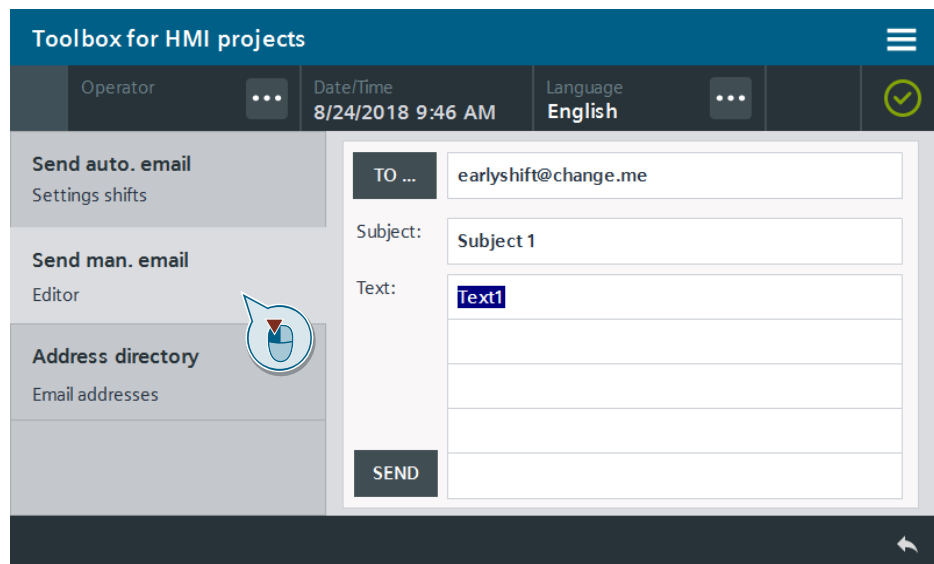 Toolbox for HMI projects
Operator
Date/Time
8/24/2018 9:46 AM
Language
English
Send auto. email
Settings shifts
Send man. email
Editor
Address directory
Email addresses
TO ...
earlyshift@change.me
Subject:
Subject 1
Text:
Text1
SEND